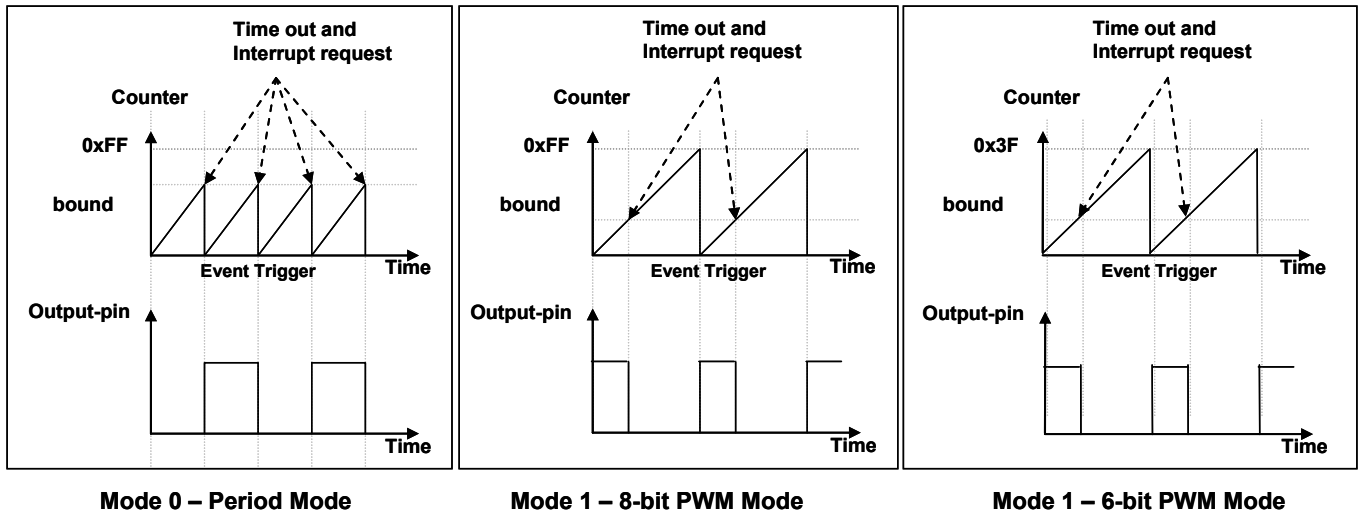 Time out and
Interrupt request
Counter
0xFF
bound
Event Trigger
Time
Output-pin
Time
Mode 0 – Period Mode
Time out and
Interrupt request
Counter
0xFF
bound
Event Trigger
Time
Output-pin
Time
Mode 1 – 8-bit PWM Mode
Time out and
Interrupt request
Counter
0x3F
bound
Event Trigger
Time
Output-pin
Time
Mode 1 – 6-bit PWM Mode